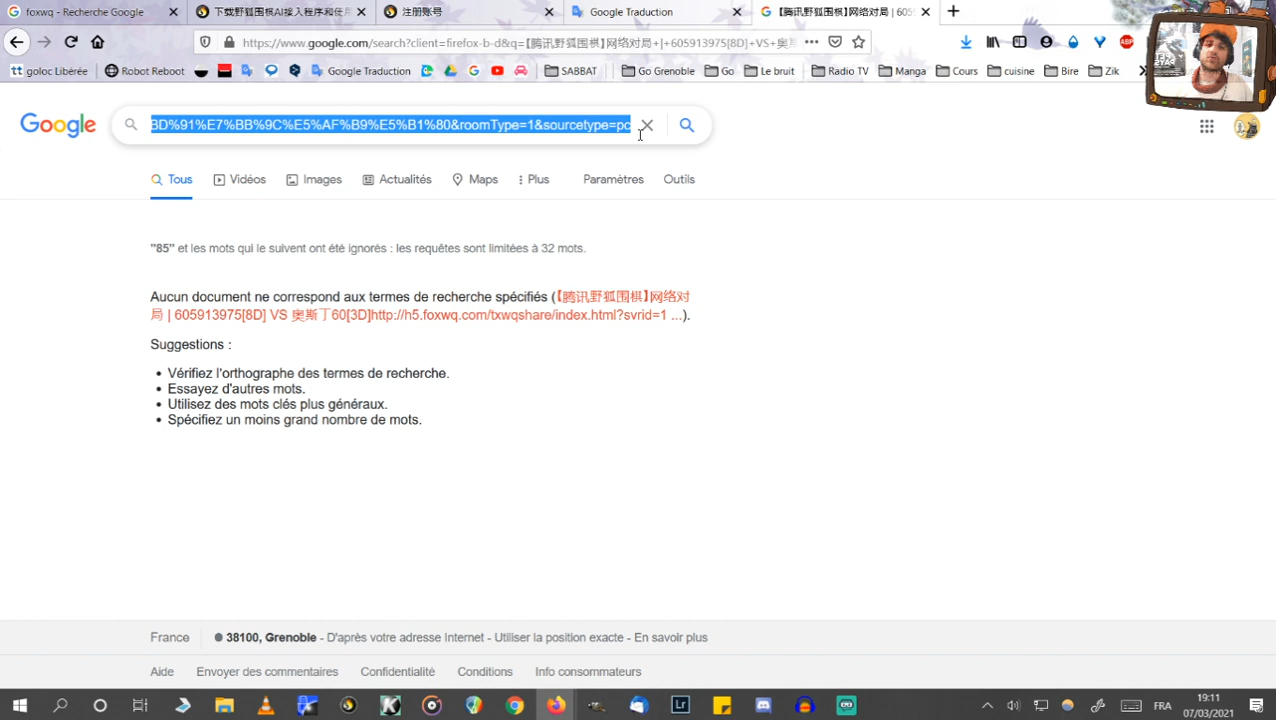 foxwq - Recherche Google
下载野狐围棋AI接入程序和使用
注册账号
Google Traduction
【腾讯野狐围棋】网络对局 | 605
https://www.google.com/search?client=firefox-b-d&q=【腾讯野狐围棋】网络对局+|+605913975[8D]+VS+奥斯
goloc Libérée
Robot Reboot
Google Traduction
SABBAT
Go Grenoble
Go
Le bruit
Radio TV
Manga
Cours
cuisine
Bire
Zik
ABP
Google
BD%91%E7%BB%9C%E5%AF%B9%E5%B1%80&roomType=1&sourcetype=pc
Tous
Vidéos
Images
Actualités
Maps
Plus
Paramètres
Outils
"85" et les mots qui le suivent ont été ignorés : les requêtes sont limitées à 32 mots.
Aucun document ne correspond aux termes de recherche spécifiés (【腾讯野狐围棋】网络对
局 | 605913975[8D] VS 奥斯丁60[3D]http://h5.foxwq.com/txwqshare/index.html?svrid=1 ...).
Suggestions :
Vérifiez l'orthographe des termes de recherche.
Essayez d'autres mots.
Utilisez des mots clés plus généraux.
Spécifiez un moins grand nombre de mots.
France
38100, Grenoble - D'après votre adresse Internet - Utiliser la position exacte - En savoir plus
Aide
Envoyer des commentaires
Confidentialité
Conditions
Info consommateurs
Lr
FRA
19:11
07/03/2021